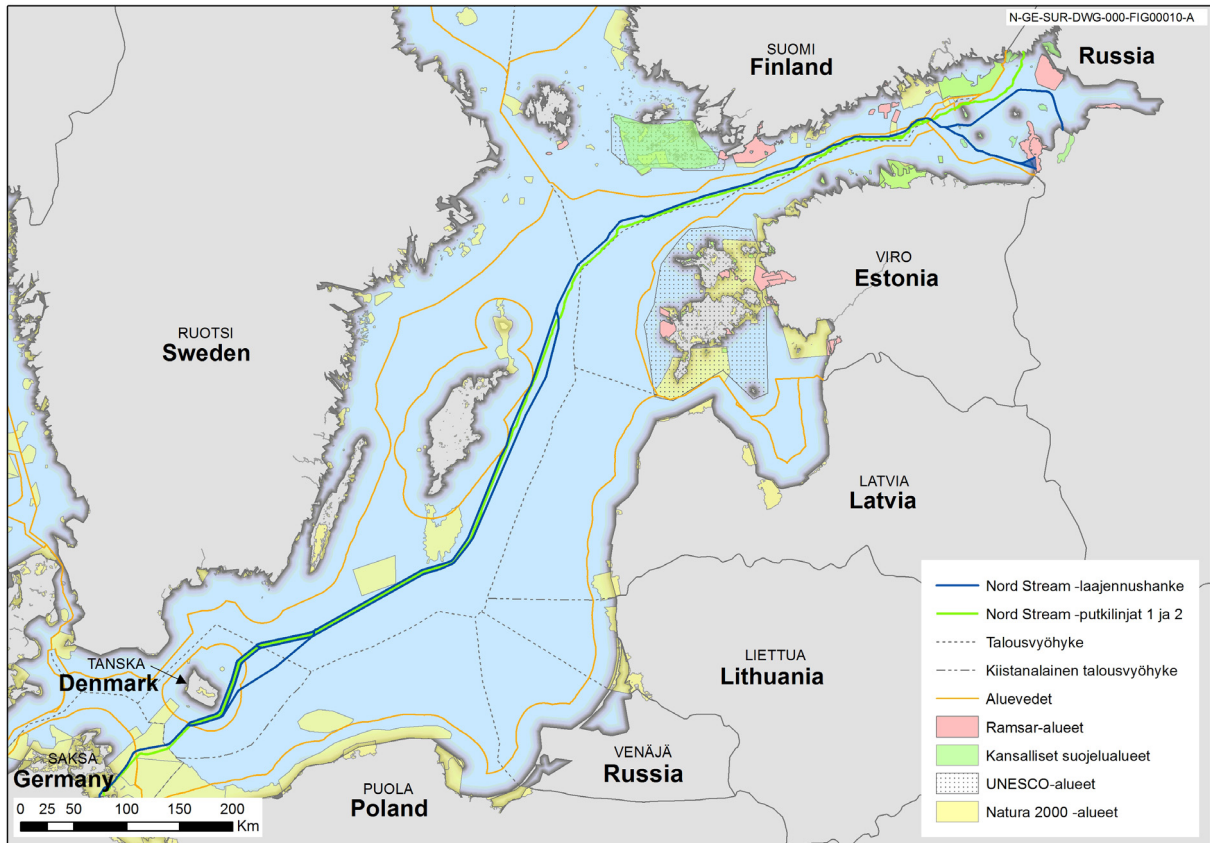 N-GE-SUR-DWG-000-FIG00010-A
SUOMI
Finland
Russia
VIRO
Estonia
RUOTSI
Sweden
LATVIA
Latvia
LIETTUA
Lithuania
TANSKA
Denmark
VENÄJÄ
Russia
SAKSA
Germany
PUOLA
Poland
0 25 50 100 150 200
Km
Nord Stream -laajennushanke
Nord Stream -putkilinjat 1 ja 2
Talousvyöhyke
Kiistanalainen talousvyöhyke
Aluevedet
Ramsar-alueet
Kansalliset suojelualueet
UNESCO-alueet
Natura 2000 -alueet